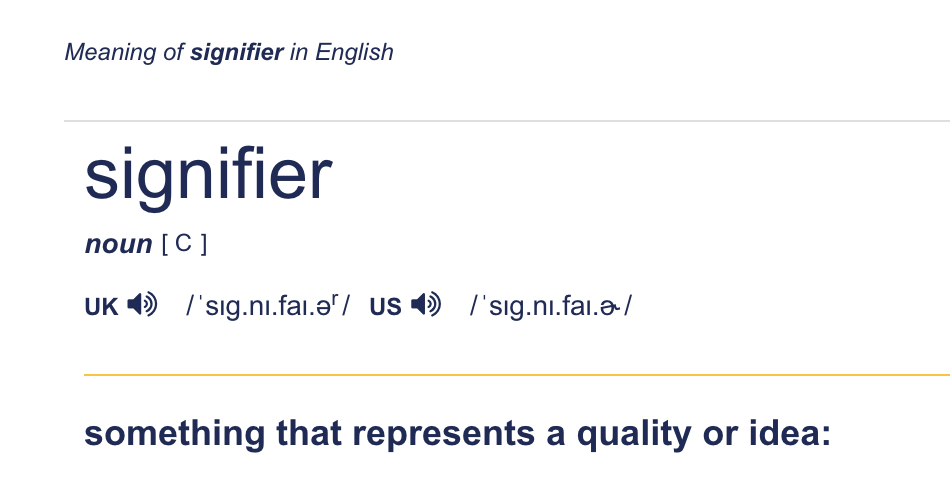 Meaning of signifier in English
signifier
noun [ C ]
UK /ˈsɪɡ.nɪ.faɪ.əʳ/ US /ˈsɪɡ.nɪ.faɪ.ɚ/
something that represents a quality or idea: